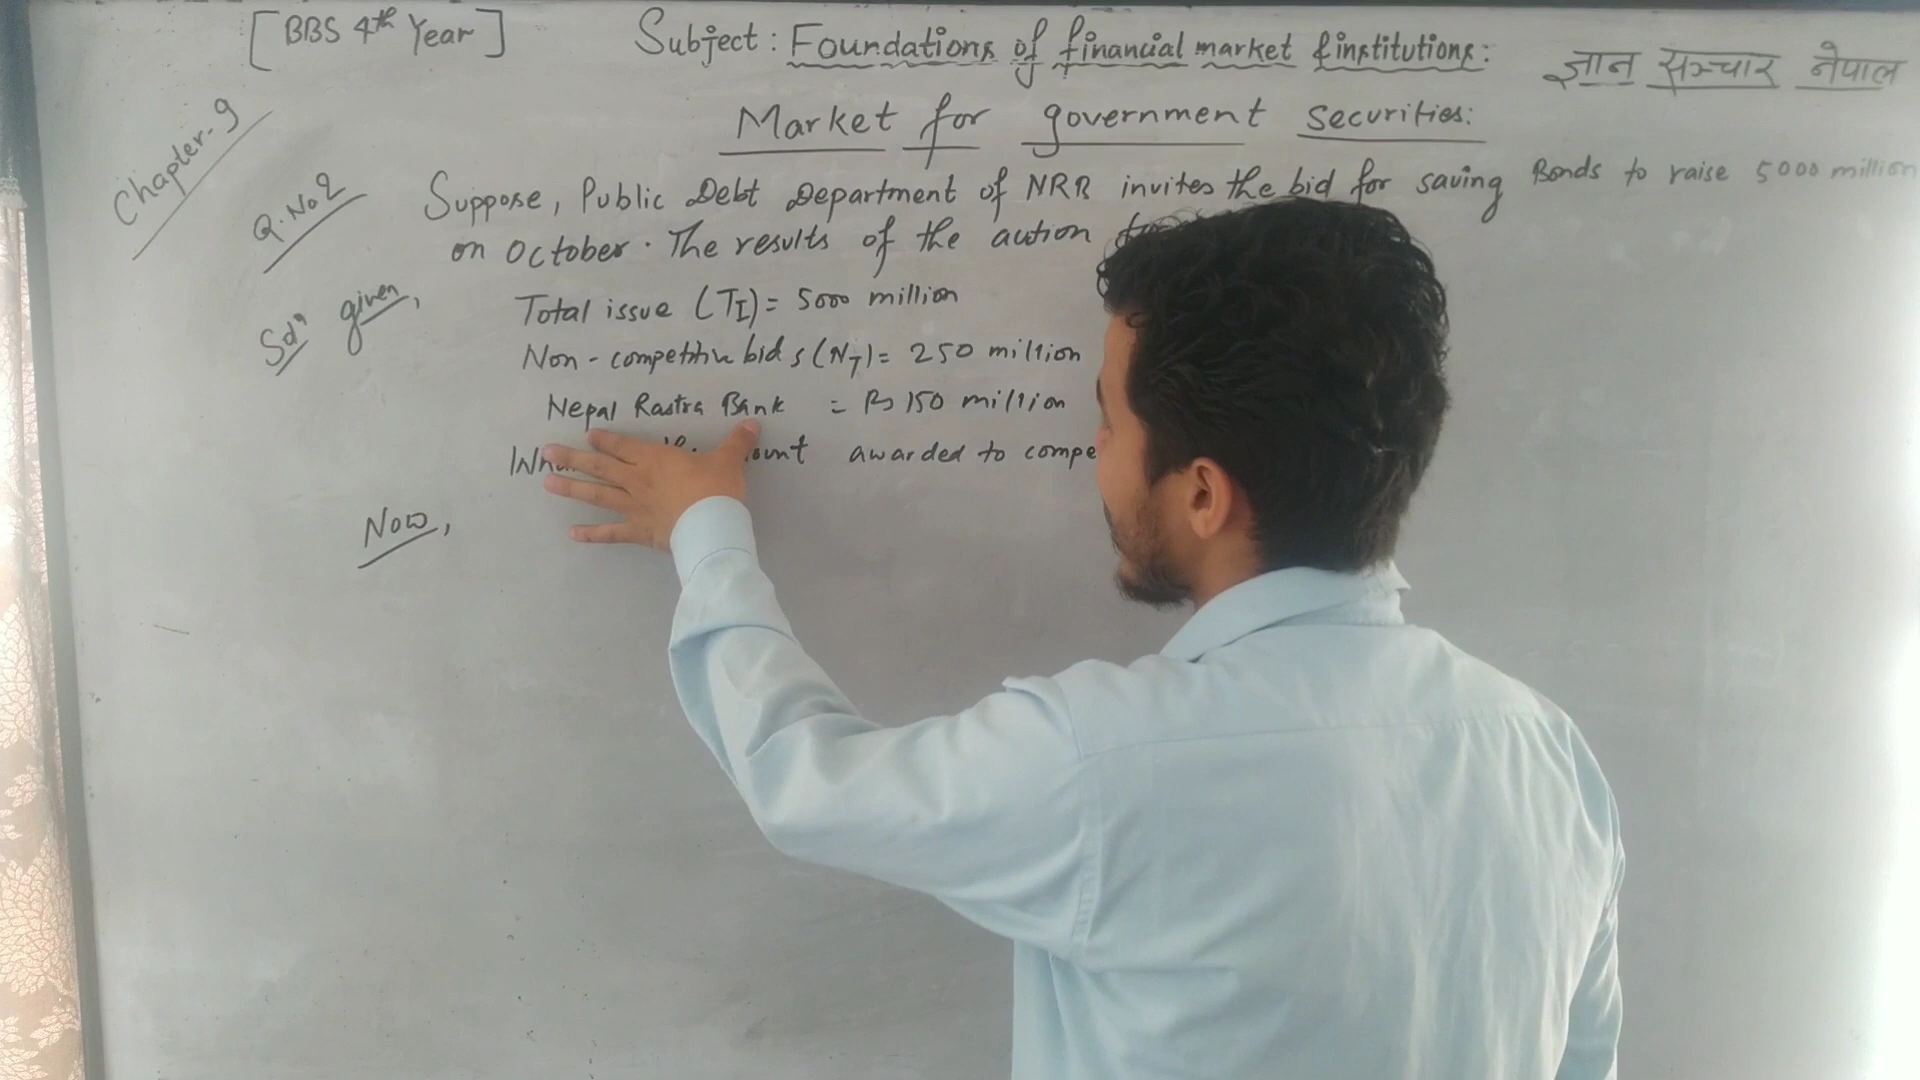 [BBS 4th Year]
Subject: Foundations of financial market & institutions:
ज्ञान सञ्चार नेपाल
Chapter-9
Market for government securities:
Q.No2
Suppose, Public Debt Department of NRB invites the bid for saving Bonds to raise 5000 million
on October. The results of the aution
Sol' given,
Total issue (TI) = 5000 million
Non-competitive bids (NT) = 250 million
Nepal Rastra Bank = Rs 150 million
awarded to compe
Now,